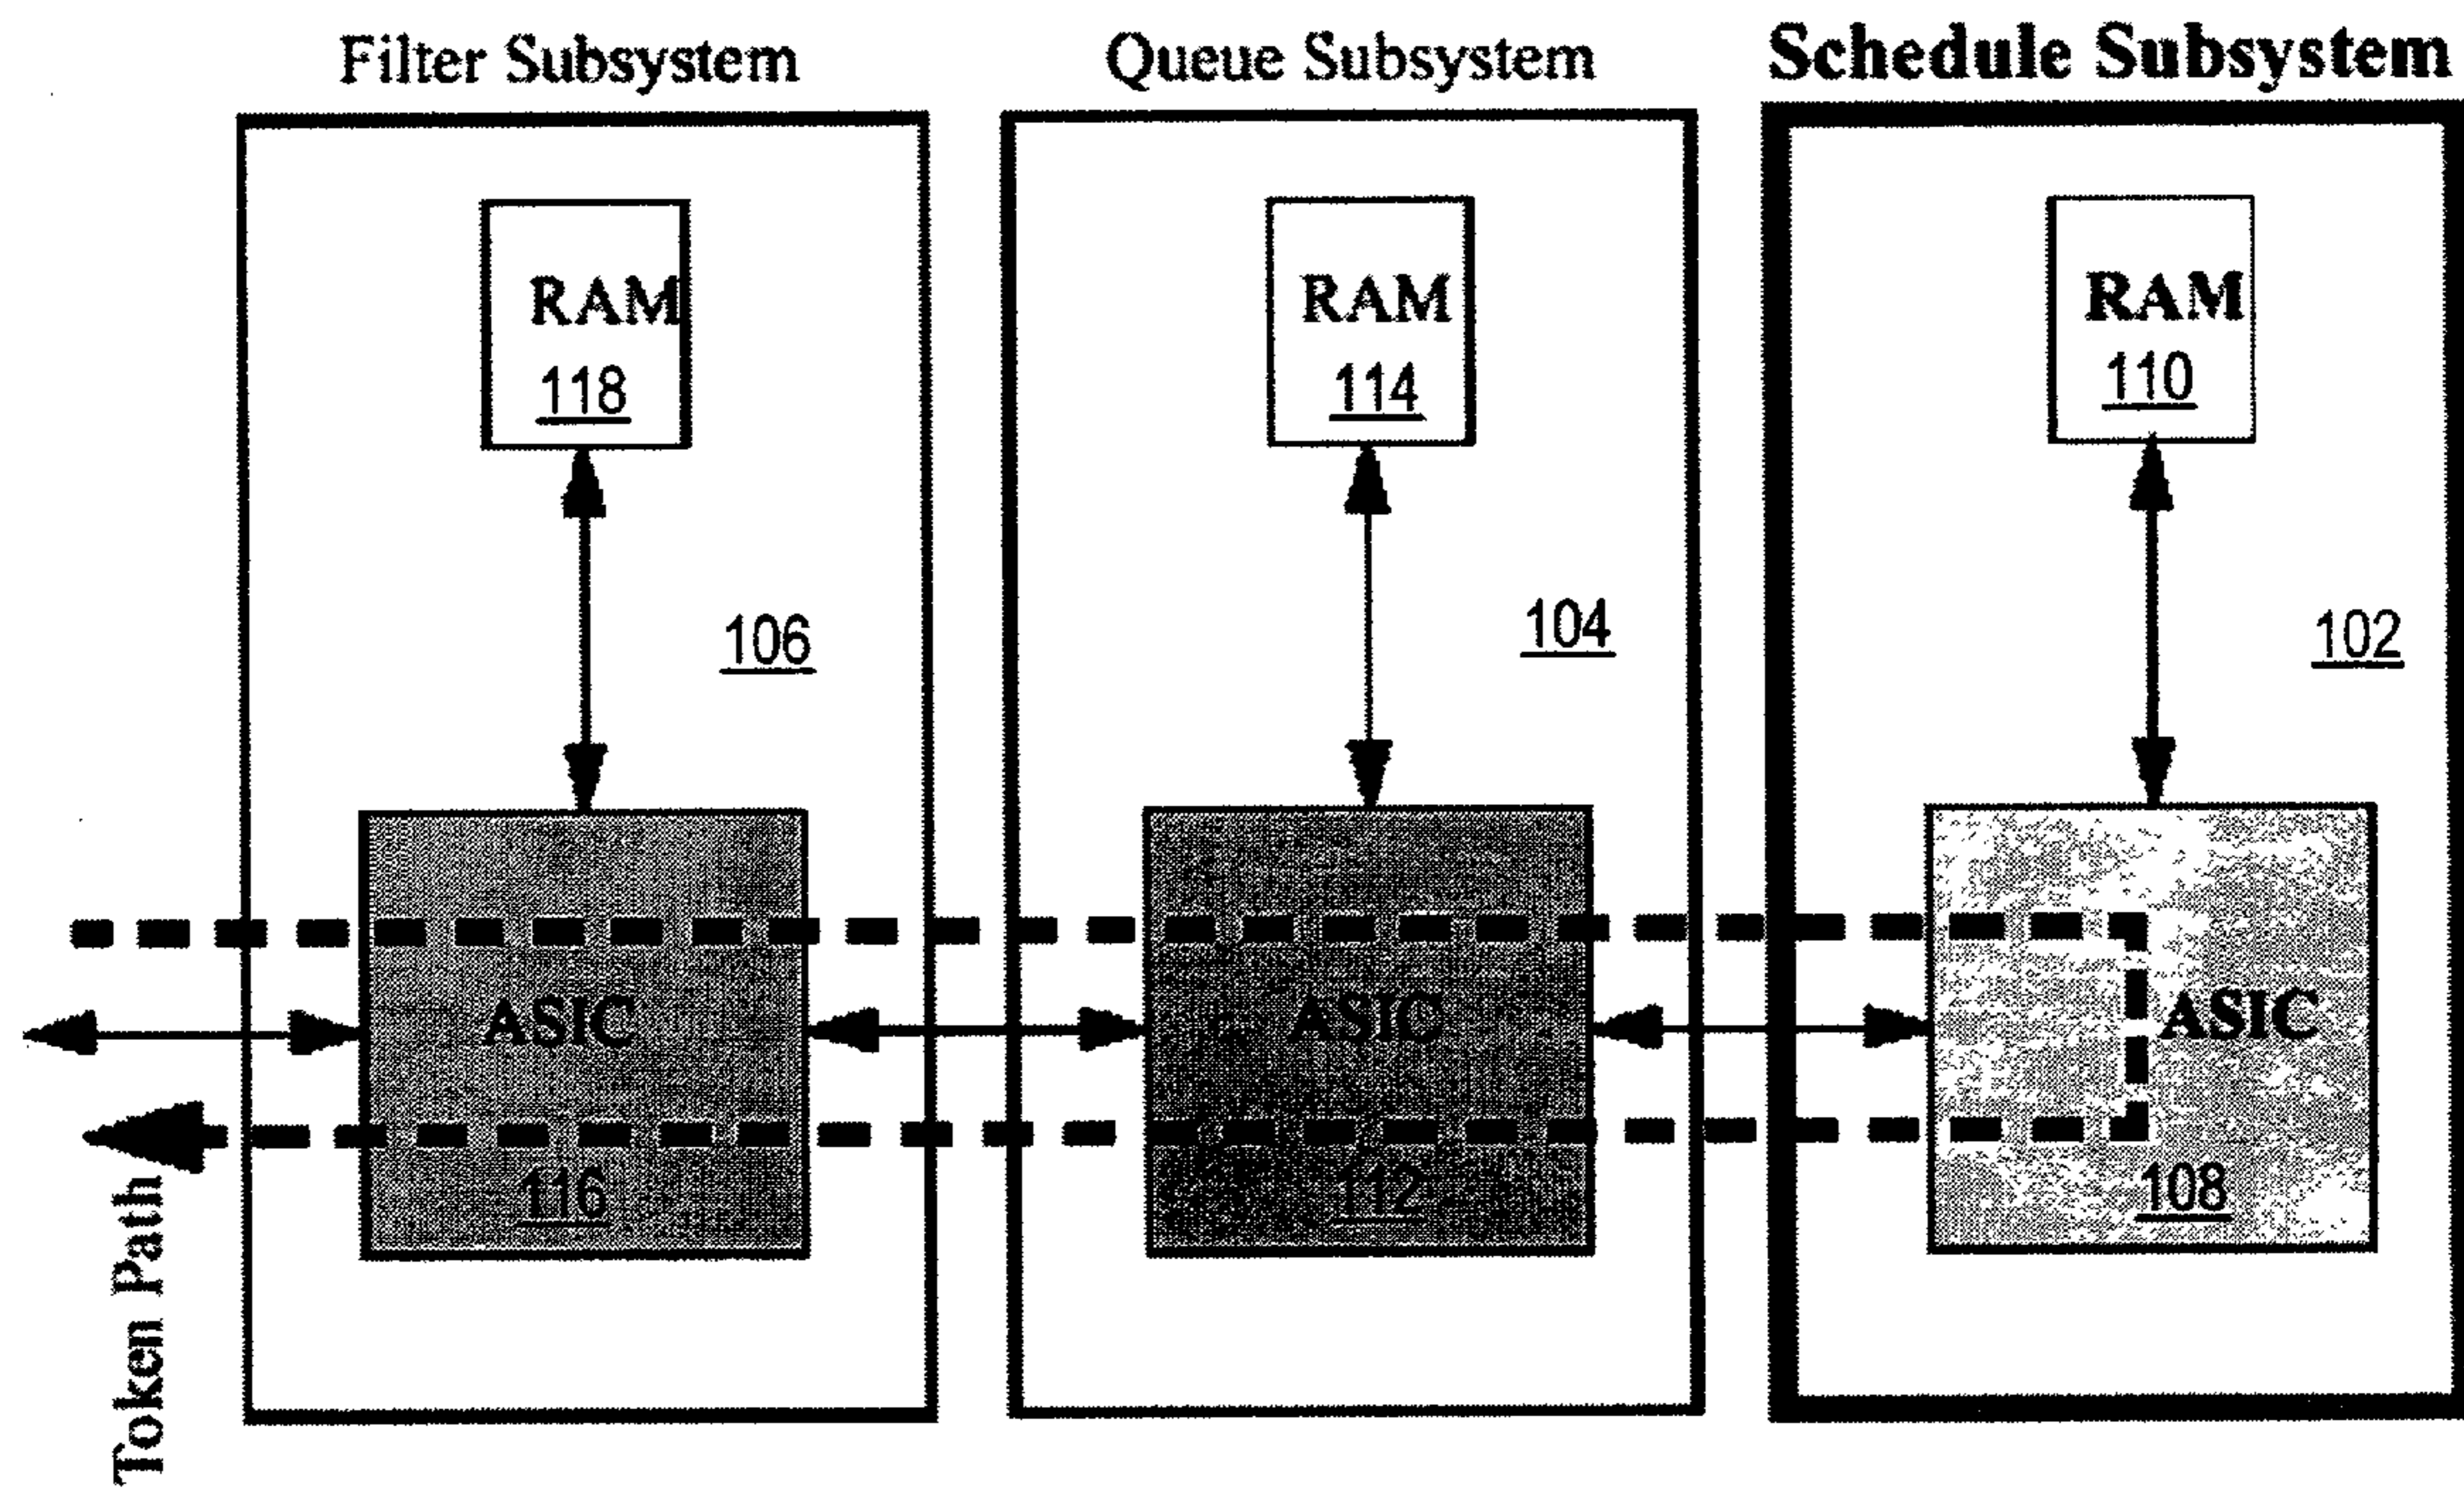 Filter Subsystem
Queue Subsystem
Schedule Subsystem
RAM
118
RAM
114
RAM
110
106
104
102
ASIC
116
ASIC
112
ASIC
108
Token Path